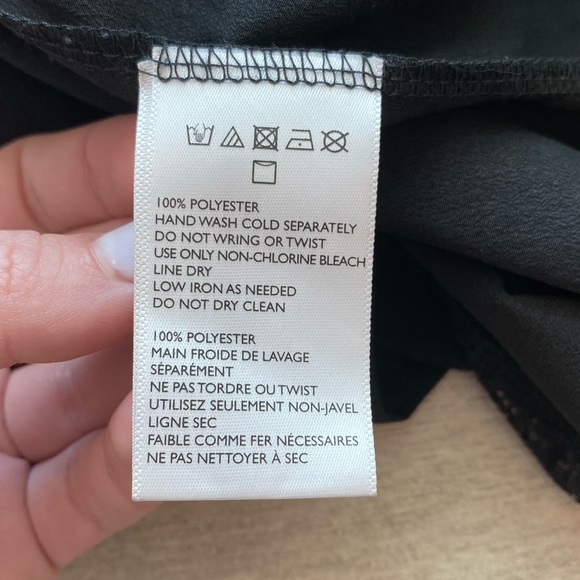 100% POLYESTER
HAND WASH COLD SEPARATELY
DO NOT WRING OR TWIST
USE ONLY NON-CHLORINE BLEACH
LINE DRY
LOW IRON AS NEEDED
DO NOT DRY CLEAN
100% POLYESTER
MAIN FROIDE DE LAVAGE
SÉPARÉMENT
NE PAS TORDRE OU TWIST
UTILISEZ SEULEMENT NON-JAVEL
LIGNE SEC
FAIBLE COMME FER NÉCESSAIRES
NE PAS NETTOYER À SEC